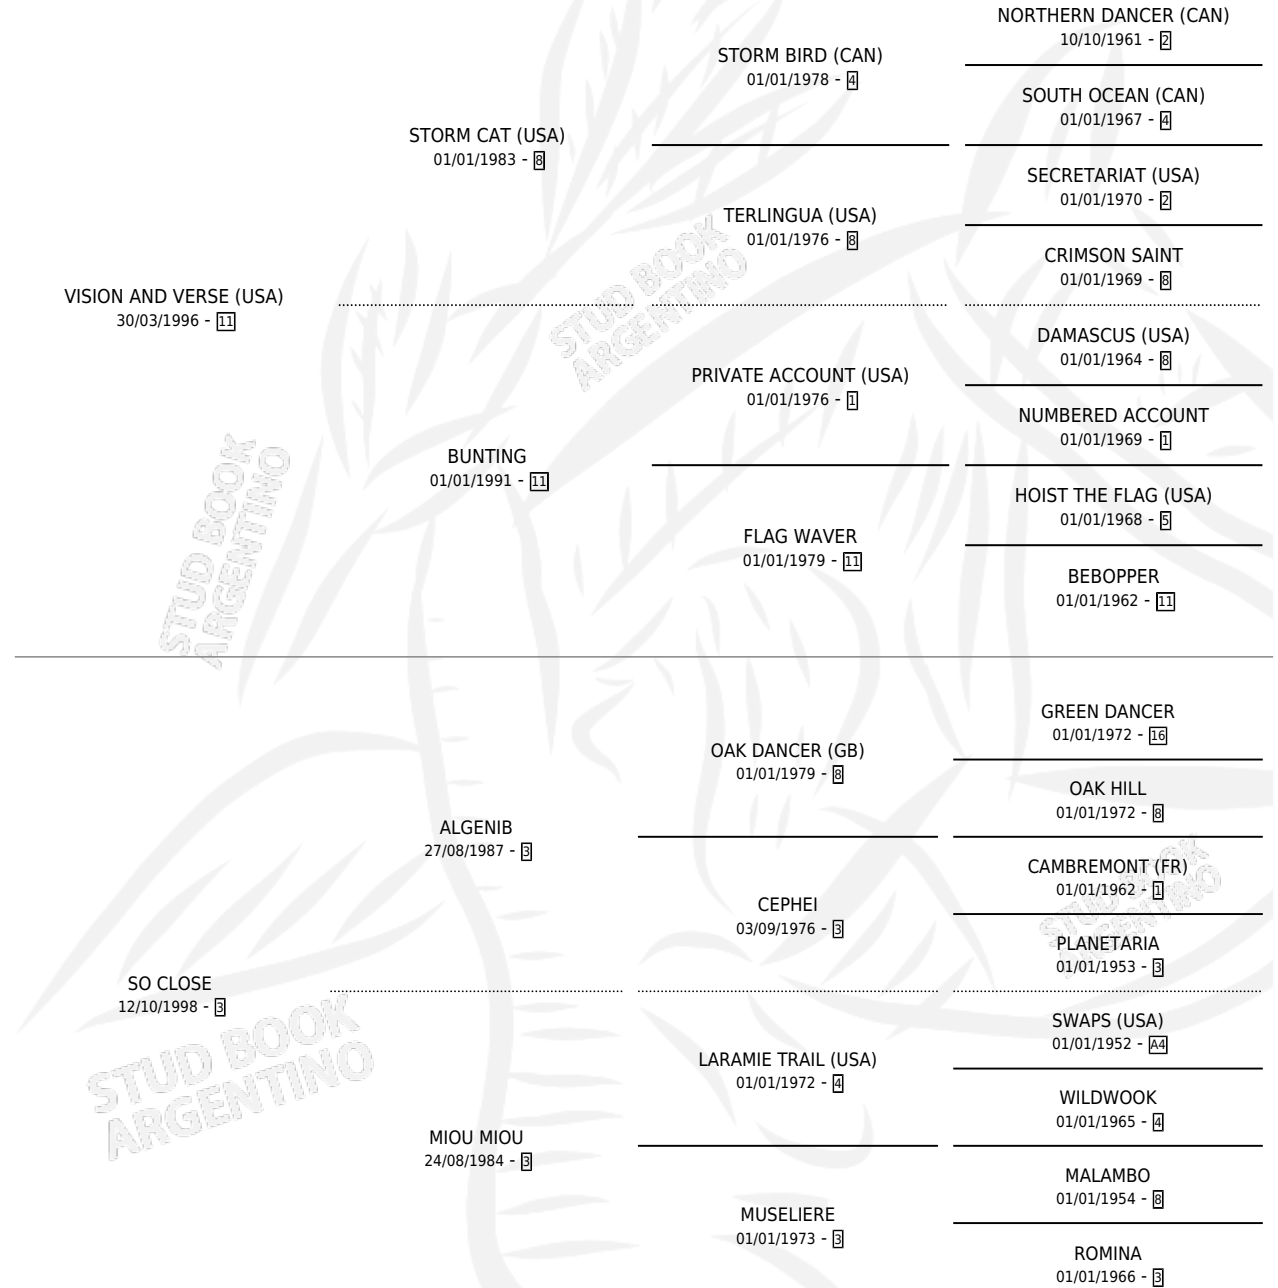 NORTHERN DANCER (CAN)
10/10/1961 - 2
STORM BIRD (CAN)
01/01/1978 - 4
SOUTH OCEAN (CAN)
01/01/1967 - 4
STORM CAT (USA)
01/01/1983 - 8
SECRETARIAT (USA)
01/01/1970 - 2
TERLINGUA (USA)
01/01/1976 - 8
CRIMSON SAINT
01/01/1969 - 8
VISION AND VERSE (USA)
30/03/1996 - 11
STUD BOOK
ARGENTINO
DAMASCUS (USA)
01/01/1964 - 8
PRIVATE ACCOUNT (USA)
01/01/1976 - 1
NUMBERED ACCOUNT
01/01/1969 - 1
BUNTING
01/01/1991 - 11
HOIST THE FLAG (USA)
01/01/1968 - 5
FLAG WAVER
01/01/1979 - 11
BEBOPPER
01/01/1962 - 11
STUD BOOK
ARGENTINO
GREEN DANCER
01/01/1972 - 16
OAK DANCER (GB)
01/01/1979 - 8
OAK HILL
01/01/1972 - 8
ALGENIB
27/08/1987 - 3
CAMBREMONT (FR)
01/01/1962 - 1
CEPHEI
03/09/1976 - 3
STUD BOOK
ARGENTINO
PLANETARIA
01/01/1953 - 3
SO CLOSE
12/10/1998 - 3
SWAPS (USA)
01/01/1952 - A4
LARAMIE TRAIL (USA)
01/01/1972 - 4
WILDWOOK
01/01/1965 - 4
STUD BOOK
ARGENTINO
MIOU MIOU
24/08/1984 - 3
MALAMBO
01/01/1954 - 8
MUSELIERE
01/01/1973 - 3
ROMINA
01/01/1966 - 3